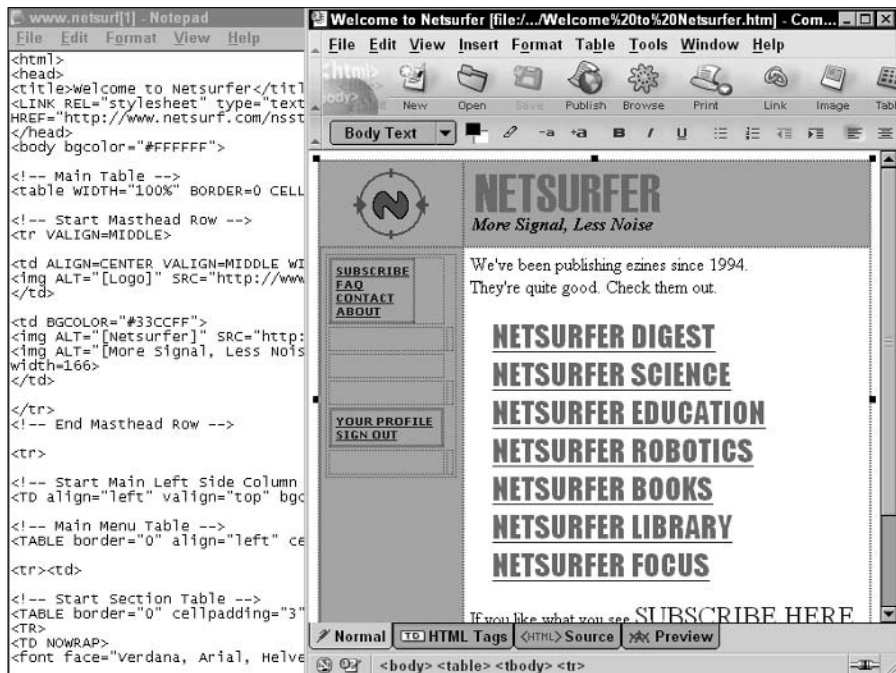 www.netsurf[1] - Notepad
File Edit Format View Help
<html>
<head>
<title>Welcome to Netsurfer</titl
<LINK REL="stylesheet" type="text
HREF="http://www.netsurf.com/nsst
</head>
<body bgcolor="#FFFFFF">
<!-- Main Table -->
<table WIDTH="100%" BORDER=0 CELL
<!-- Start Masthead Row -->
<tr VALIGN=MIDDLE>
<td ALIGN=CENTER VALIGN=MIDDLE WI
<img ALT="[Logo]" SRC="http://www
</td>
<td BGCOLOR="#33CCFF">
<img ALT="[Netsurfer]" SRC="http:
<img ALT="[More Signal, Less Nois
width=166>
</td>
</tr>
<!-- End Masthead Row -->
<tr>
<!-- Start Main Left Side Column
<TD align="left" valign="top" bgc
<!-- Main Menu Table -->
<TABLE border="0" align="left" ce
<tr><td>
<!-- Start Section Table -->
<TABLE border="0" cellpadding="3"
<TR>
<TD NOWRAP>
<font face="Verdana, Arial, Helve
Welcome to Netsurfer [file:/.../Welcome%20to%20Netsurfer.htm] - Com...
File Edit View Insert Format Table Tools Window Help
New Open Save Publish Browse Print Link Image Tabl
Body Text -a +a B I U
N
NETSURFER
More Signal, Less Noise
SUBSCRIBE
FAQ
CONTACT
ABOUT
YOUR PROFILE
SIGN OUT
We've been publishing ezines since 1994.
They're quite good. Check them out.
NETSURFER DIGEST
NETSURFER SCIENCE
NETSURFER EDUCATION
NETSURFER ROBOTICS
NETSURFER BOOKS
NETSURFER LIBRARY
NETSURFER FOCUS
If you like what you see SUBSCRIBE HERE
Normal TD HTML Tags <HTML> Source Preview
<body> <table> <tbody> <tr>